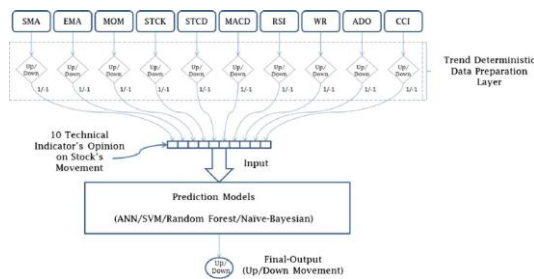 SMA EMA MOM STCK STCD MACD RSI WR ADO CCI
Up/ Up/ Up/ Up/ Up/ Up/ Up/ Up/ Up/ Up/
Down Down Down Down Down Down Down Down Down Down
1/-1 1/-1 1/-1 1/-1 1/-1 1/-1 1/-1 1/-1 1/-1 1/-1
Trend Deterministic
Data Preparation
Layer
10 Technical
Indicator's Opinion
on Stock's
Movement
Input
Prediction Models
(ANN/SVM/Random Forest/Naïve-Bayesian)
Up/
Down
Final-Output
(Up/Down Movement)